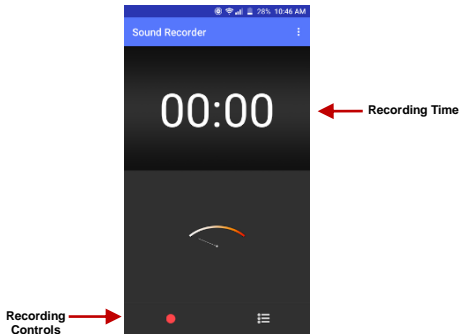 28% 10:46 AM
Sound Recorder
00:00
Recording Time
Recording
Controls